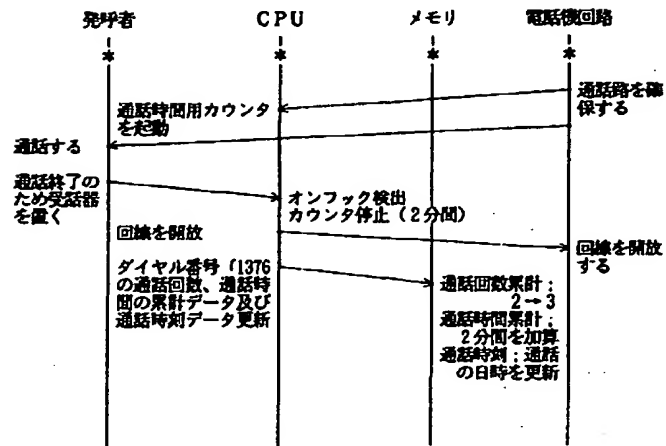 発呼者
CPU
メモリ
電話機回路
*
*
*
*
通話路を確
保する
通話時間用カウンタ
を起動
通話する
通話終了の
ため受話器
を置く
オンフック検出
カウンタ停止（2分間）
回線を開放
回線を開放
する
ダイヤル番号「1376
の通話回数、通話時
間の累計データ及び
通話時刻データ更新
通話回数累計：
2→3
通話時間累計：
2分間を加算
通話時刻：通話
の日時を更新